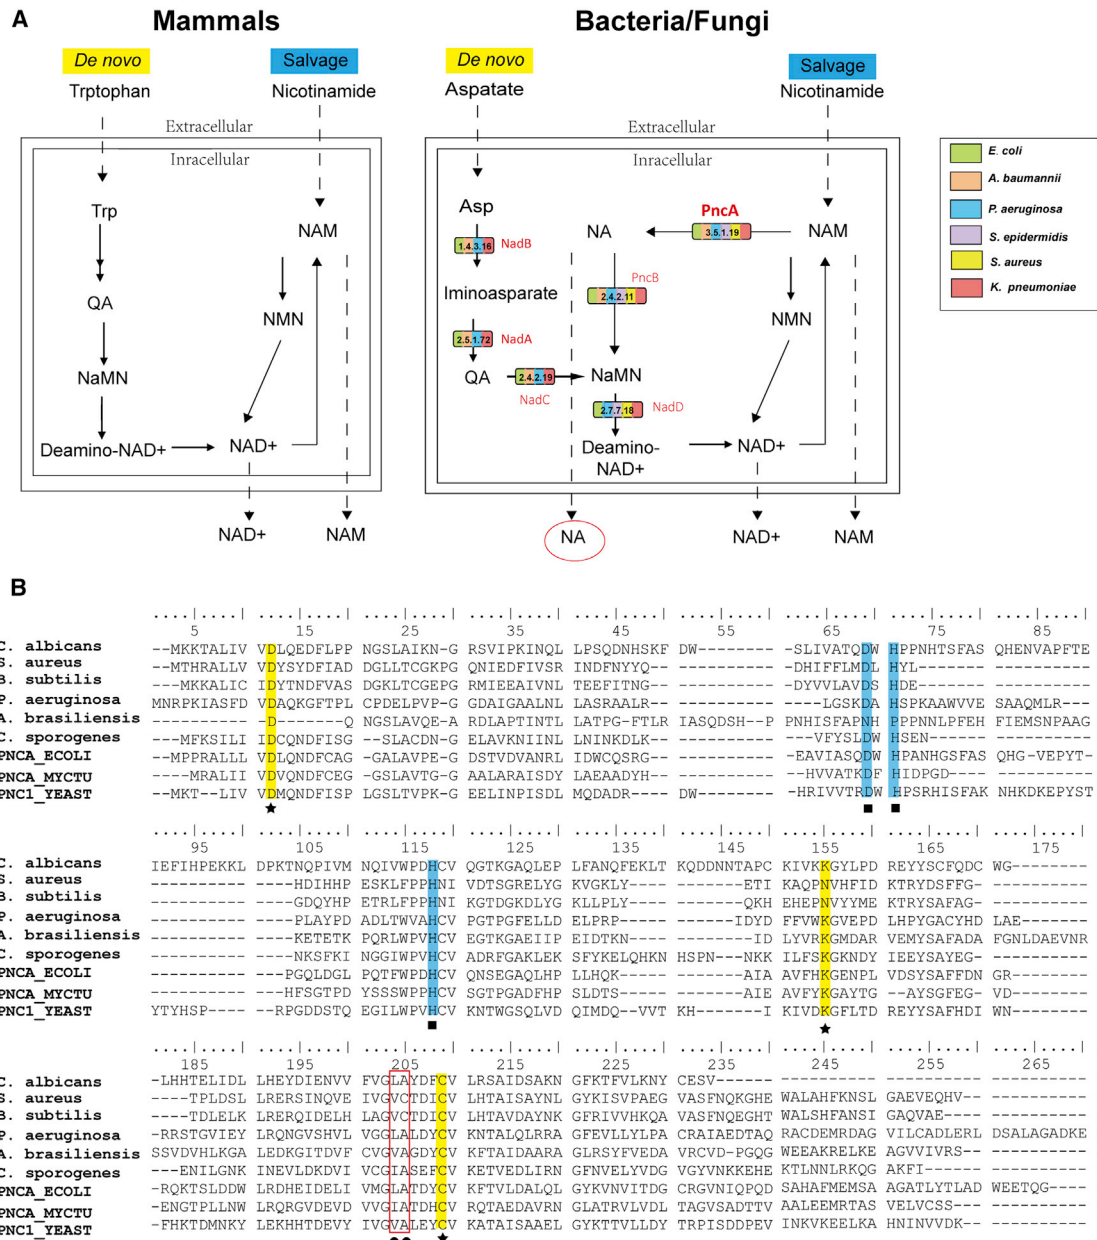 A
Mammals
Bacteria/Fungi
De novo
Salvage
Trptophan
Nicotinamide
Extracellular
Inracellular
Trp
QA
NaMN
Deamino-NAD+
NAM
NMN
NAD+
NAD+
NAM
De novo
Salvage
Aspatate
Nicotinamide
Extracellular
Inracellular
Asp
1.4.3.16
NadB
Iminoasparate
2.5.1.72
NadA
QA
2.4.2.19
NadC
NA
PncA
3.5.1.19
NAM
PncB
2.4.2.11
NaMN
NMN
2.7.7.18
NadD
Deamino-
NAD+
NAD+
NA
NAD+
NAM
E. coli
A. baumannii
P. aeruginosa
S. epidermidis
S. aureus
K. pneumoniae
B
5 15 25 35 45 55 65 75 85
C. albicans --MKKTALIV VDLQEDFLPP NGSLAIKN-G RSVIPKINQL LPSQDNHSKF DW-------- SLIVATQDW HPPNHTSFAS QHENVAPFTE
S. aureus --MTHRALLV VDYSYDFIAD DGLLTCGKPG QNIEDFIVSR INDFNYYQ-- ---------- DHIFFLMDL HYL-
B. subtilis ---MKKALIC IDYTNDFVAS DGKLTCGEPG RMIEEAIVNL TEEFITNG-- ---------- DYVVLAVDS HDE-
P. aeruginosa MNRPKIASFD VDAQKGFTPL CPDELPVP-G GDAIGAALNL LASRAALR-- ---------- LGSKDA HSPKAAWVVE SAAQMLR--
A. brasiliensis D------Q NGSLAVQE-A RDLAPTINTL LATPG-FTLR IASQDSH--P PNHISFAPNH PPPNNLPFEH FIEMSNPAAG
C. sporogenes ---MFKSILI IDCQNDFISG -SLACDN-G ELAVKNIINL LNINKDLK-- ---------- -VFYSLDW HSEN
PNCA_ECOLI --MPPRALLL VDLQNDFCAG -GALAVPE-G DSTVDVANRL IDWCQSRG-- ---------- EAVIASQDW HPANHGSFAS QHG-VEPYT-
PNCA_MYCTU ----MRALII VDVQNDFCEG -GSLAVTG-G AALARAISDY LAEAADYH-- ---------- HVVATKDF HIDPGD
PNC1_YEAST --MKT-LIVV DMQNDFISP LGSLTVPK-G EELINPISDL MQDADR---- DW-------- HRIVVTRDW HPSRHISFAK NHKDKEPYST
95 105 115 125 135 145 155 165 175
C. albicans IEFIHPEKKL DPKTNQPIVM NQIVWPDHCV QGTKGAQLEP LFANQFEKLT KQDDNNTAPC KIVKKGYLPD REYYSCFQDC WG--------
S. aureus ---------- ----HDIHHP ESKLFPPHNI VDTSGRELYG KVGKLY---- -------ETI KAQPNVHFID KTRYDSFFG-
B. subtilis ---------- ----GDQYHP ETRLFPPHNI KGTDGKDLYG KLLPLY---- -------QKH EHEPNVYYME KTRYSAFSG-
P. aeruginosa ---------- ----PLAYPD ADLTWVAHCV PGTPGFELLD ELPRP----- ------IDYD FFVWKGVEPD LHPYGACYHD LAE-------
A. brasiliensis ---------- ----KETETK PQRLWPVHCV EGTKGAEIIP EIDTKN---- --------ID LYVRKGMDAR VEMYSAFADA FGNLDAEVNR
C. sporogenes ---------- ----NKSFKI NGGIWPVHCV ADRFGAKLEK SFYKELQHKN HSPN---NKK ILFSKGKNDY IEEYSAYEG-
PNCA_ECOLI ---------- ---PGQLDGL PQTFWPDHCV QNSEGAQLHP LLHQK----- -------AIA AVFHKGENPL VDSYSAFFDN GR--------
PNCA_MYCTU ---------- ---HFSGTPD YSSSWPPHCV SGTPGADFHP SLDTS----- -------AIE AVFYKGAYTG -AYSGFEG- VD--------
PNC1_YEAST YTYHSP---- RPGDDSTQ EGILWPVHCV KNTWGSQLVD QIMDQ--VVT KH------I KIVDKGFLTD REYYSAFHDI WN--------
185 195 205 215 225 235 245 255 265
C. albicans -LHHTELIDL LHEYDIENVV FVGLAYDFCV LRSAIDSAKN GFKTFVLKNY CESV------
S. aureus ----TPLDSL LRERSINQVE IVGVCTDICV LHTAISAYNL GYKISVPAEG VASFNQKGHE WALAHFKNSL GAEVEQHV--
B. subtilis ----TDLELK LRERQIDELH LAGVCTDICV LHTAVDAYNK GFRIVVHKQA VASFNQEGHT WALSHFANSI GAQVAE----
P. aeruginosa -RRSTGVIEY LRQNGVSHVL VGGLALDYCV KNTALQLRRA GFEVLLYLPA CRAIAEDTAQ RACDEMRDAG VILCADLERL DSALAGADKE
A. brasiliensis SSVDVHLKGA LEDKGITDVF CVGVAMDICV KATAIDAARA GLRSYFVEDA VRCVD-PGQG WEEAKRELKE AGVVIVRS--
C. sporogenes ---ENILGNK INEVLDKDVI VCGIASEFCV KETVEDLIRN GFNVELYVDG VGYVNKKEHE KTLNNLRKQG AKFI------
PNCA_ECOLI -RQKTSLDDW LRDHEIDELI VMGLATDYCV KFTVLDALQL GYKVNVITDG CRGVNIQPQD SAHAFMEMSA AGATLYTLAD WEETQG----
PNCA_MYCTU -ENGTPLLNW LRQRGVDEVD VVGIATDHCV RQTAEDAVRN GLATRVLVDL TAGVSADTTV AALEEMRTAS VELVCSS---
PNC1_YEAST -FHKTDMNKY LEKHHTDEVY IVGVALEYCV KATAISAAEL GYKTTVLLDY TRPISDDPEV INKVKEELKA HNINVVDK--